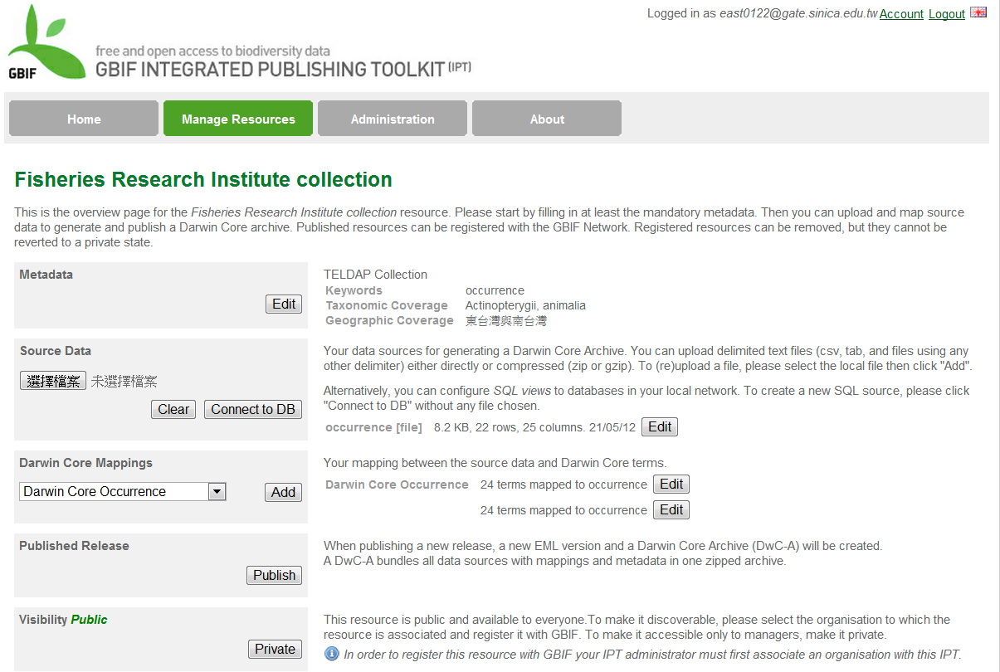 Logged in as east0122@gate.sinica.edu.tw Account Logout
free and open access to biodiversity data
GBIF INTEGRATED PUBLISHING TOOLKIT (IPT)
GBIF
Home Manage Resources Administration About
Fisheries Research Institute collection
This is the overview page for the Fisheries Research Institute collection resource. Please start by filling in at least the mandatory metadata. Then you can upload and map source
data to generate and publish a Darwin Core archive. Published resources can be registered with the GBIF Network. Registered resources can be removed, but they cannot be
reverted to a private state.
Metadata
Edit
TELDAP Collection
Keywords occurrence
Taxonomic Coverage Actinopterygii, animalia
Geographic Coverage 東台灣與南台灣
Source Data
選擇檔案 未選擇檔案
Clear Connect to DB
Your data sources for generating a Darwin Core Archive. You can upload delimited text files (csv, tab, and files using any
other delimiter) either directly or compressed (zip or gzip). To (re)upload a file, please select the local file then click "Add".
Alternatively, you can configure SQL views to databases in your local network. To create a new SQL source, please click
"Connect to DB" without any file chosen.
occurrence [file] 8.2 KB, 22 rows, 25 columns. 21/05/12 Edit
Darwin Core Mappings
Darwin Core Occurrence Add
Your mapping between the source data and Darwin Core terms.
Darwin Core Occurrence 24 terms mapped to occurrence Edit
24 terms mapped to occurrence Edit
Published Release
Publish
When publishing a new release, a new EML version and a Darwin Core Archive (DwC-A) will be created.
A DwC-A bundles all data sources with mappings and metadata in one zipped archive.
Visibility Public
Private
This resource is public and available to everyone.To make it discoverable, please select the organisation to which the
resource is associated and register it with GBIF. To make it accessible only to managers, make it private.
In order to register this resource with GBIF your IPT administrator must first associate an organisation with this IPT.